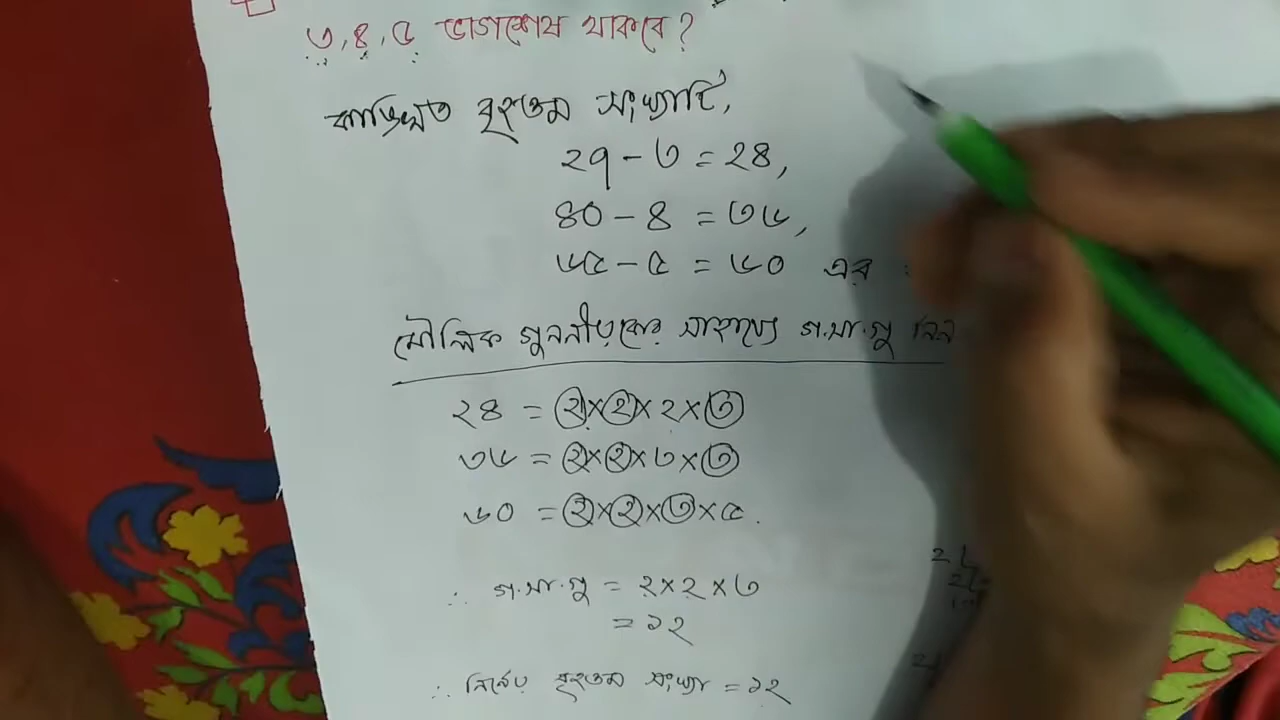 ৩, ৪, ৫ ভাগশেষ থাকবে?
কাঙ্ক্ষিত বৃহত্তম সংখ্যাটি,
২৭ - ৩ = ২৪,
৪০ - ৪ = ৩৬,
৬৫ - ৫ = ৬০ এর
মৌলিক গুননীয়কের সাহায্যে গ.সা.গু
২৪ = ২×২×২×৩
৩৬ = ২×২×৩×৩
৬০ = ২×২×৩×৫.
∴ গ.সা.গু = ২×২×৩
= ১২
∴ নির্ণেয় বৃহত্তম সংখ্যা = ১২